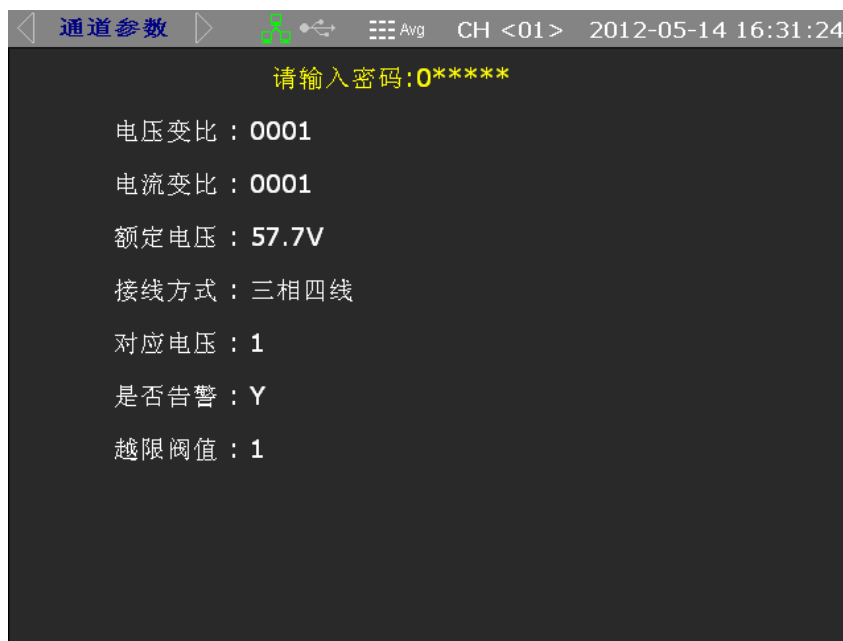 通道参数 Avg CH <01> 2012-05-14 16:31:24
请输入密码:0*****
电压变比：0001
电流变比：0001
额定电压：57.7V
接线方式：三相四线
对应电压：1
是否告警：Y
越限阀值：1